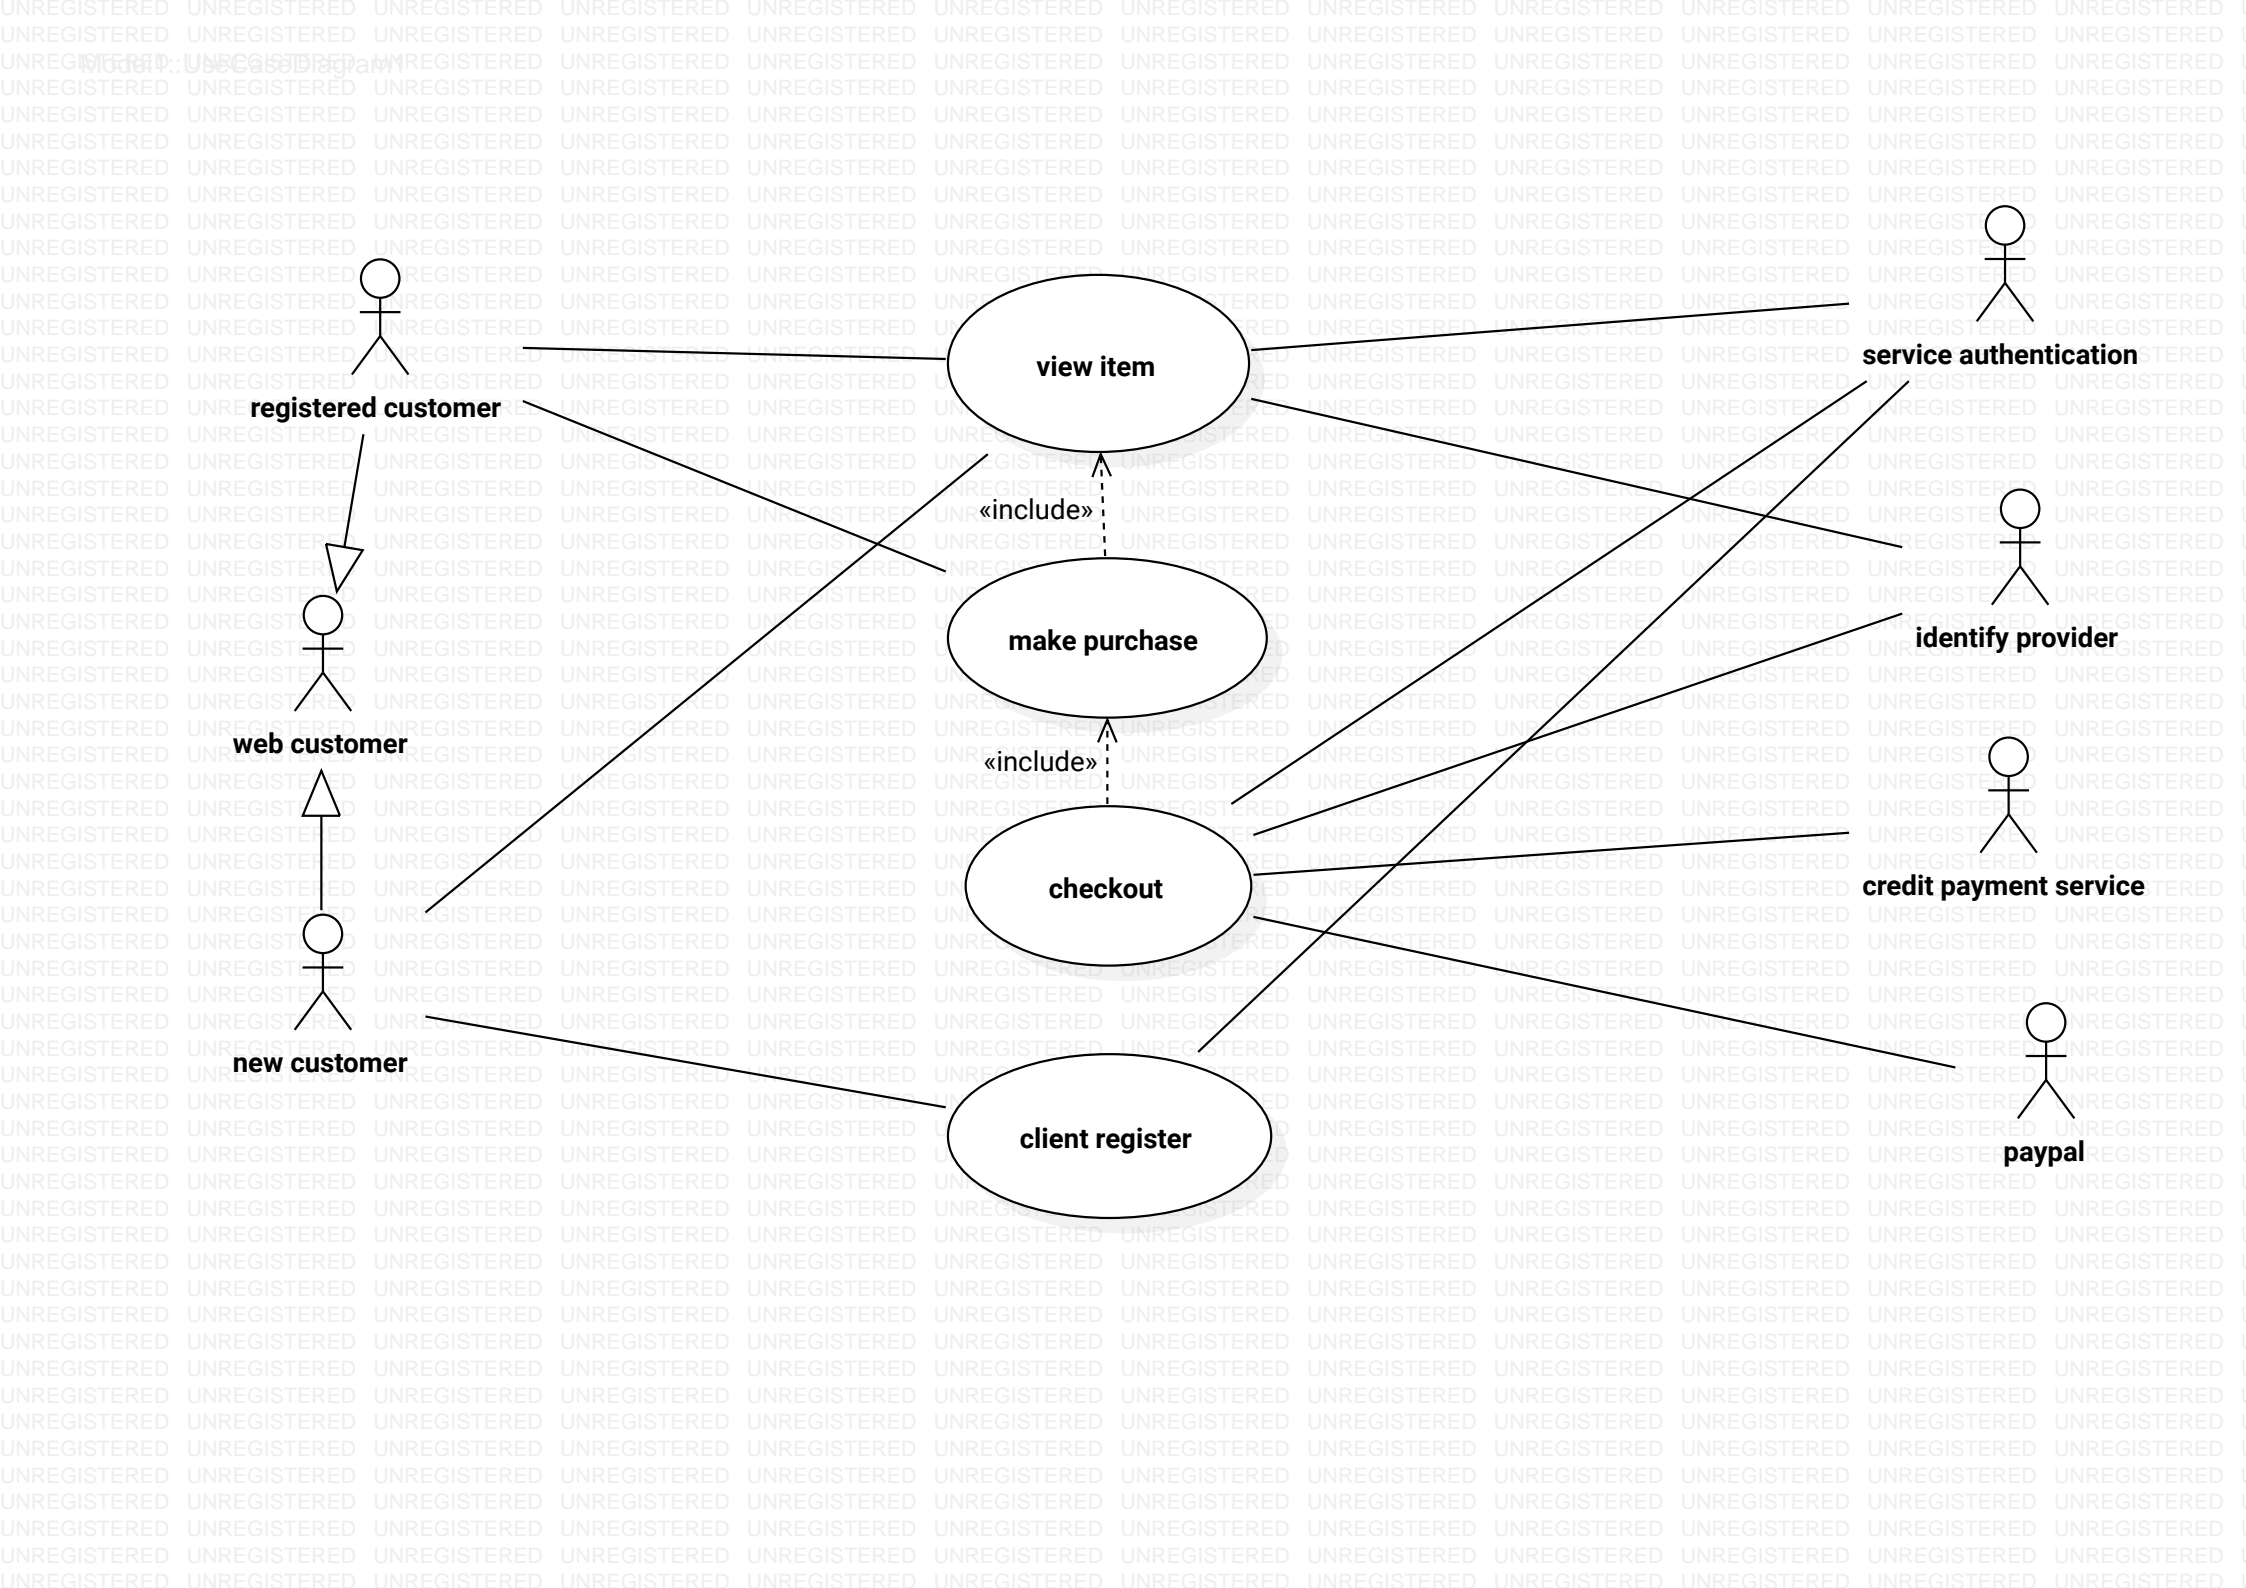 Model1::UseCaseDiagram1
UNREGISTERED
service authentication
view item
registered customer
«include»
identify provider
make purchase
web customer
«include»
credit payment service
checkout
new customer
client register
paypal